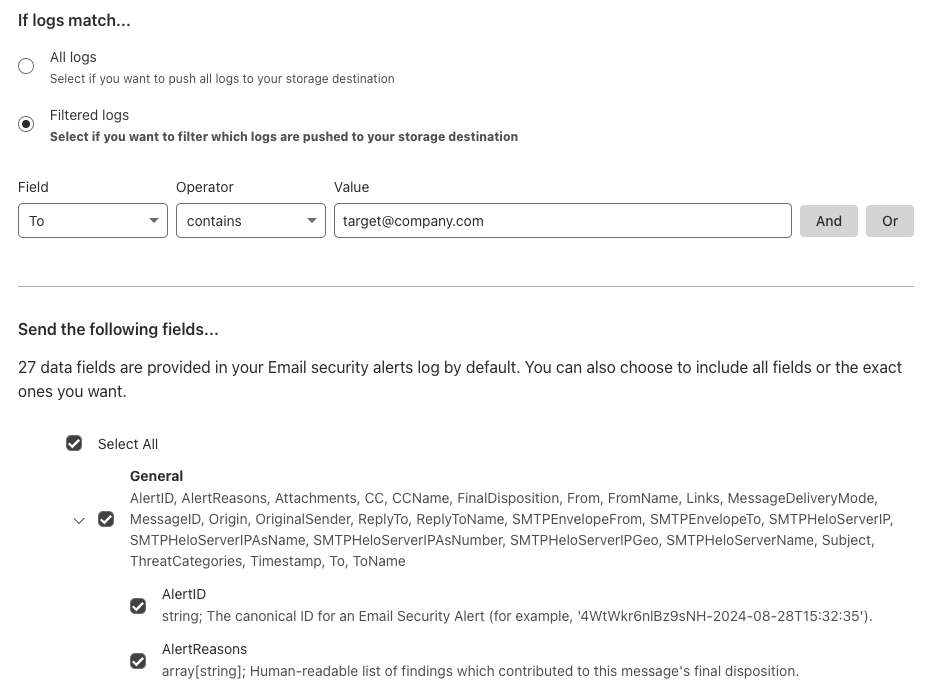 If logs match...
All logs
Select if you want to push all logs to your storage destination
Filtered logs
Select if you want to filter which logs are pushed to your storage destination
Field Operator Value
To contains target@company.com And Or
Send the following fields...
27 data fields are provided in your Email security alerts log by default. You can also choose to include all fields or the exact
ones you want.
Select All
General
AlertID, AlertReasons, Attachments, CC, CCName, FinalDisposition, From, FromName, Links, MessageDeliveryMode,
MessageID, Origin, OriginalSender, ReplyTo, ReplyToName, SMTPEnvelopeFrom, SMTPEnvelopeTo, SMTPHeloServerIP,
SMTPHeloServerIPAsName, SMTPHeloServerIPAsNumber, SMTPHeloServerIPGeo, SMTPHeloServerName, Subject,
ThreatCategories, Timestamp, To, ToName
AlertID
string; The canonical ID for an Email Security Alert (for example, '4WtWkr6nlBz9sNH-2024-08-28T15:32:35').
AlertReasons
array[string]; Human-readable list of findings which contributed to this message's final disposition.